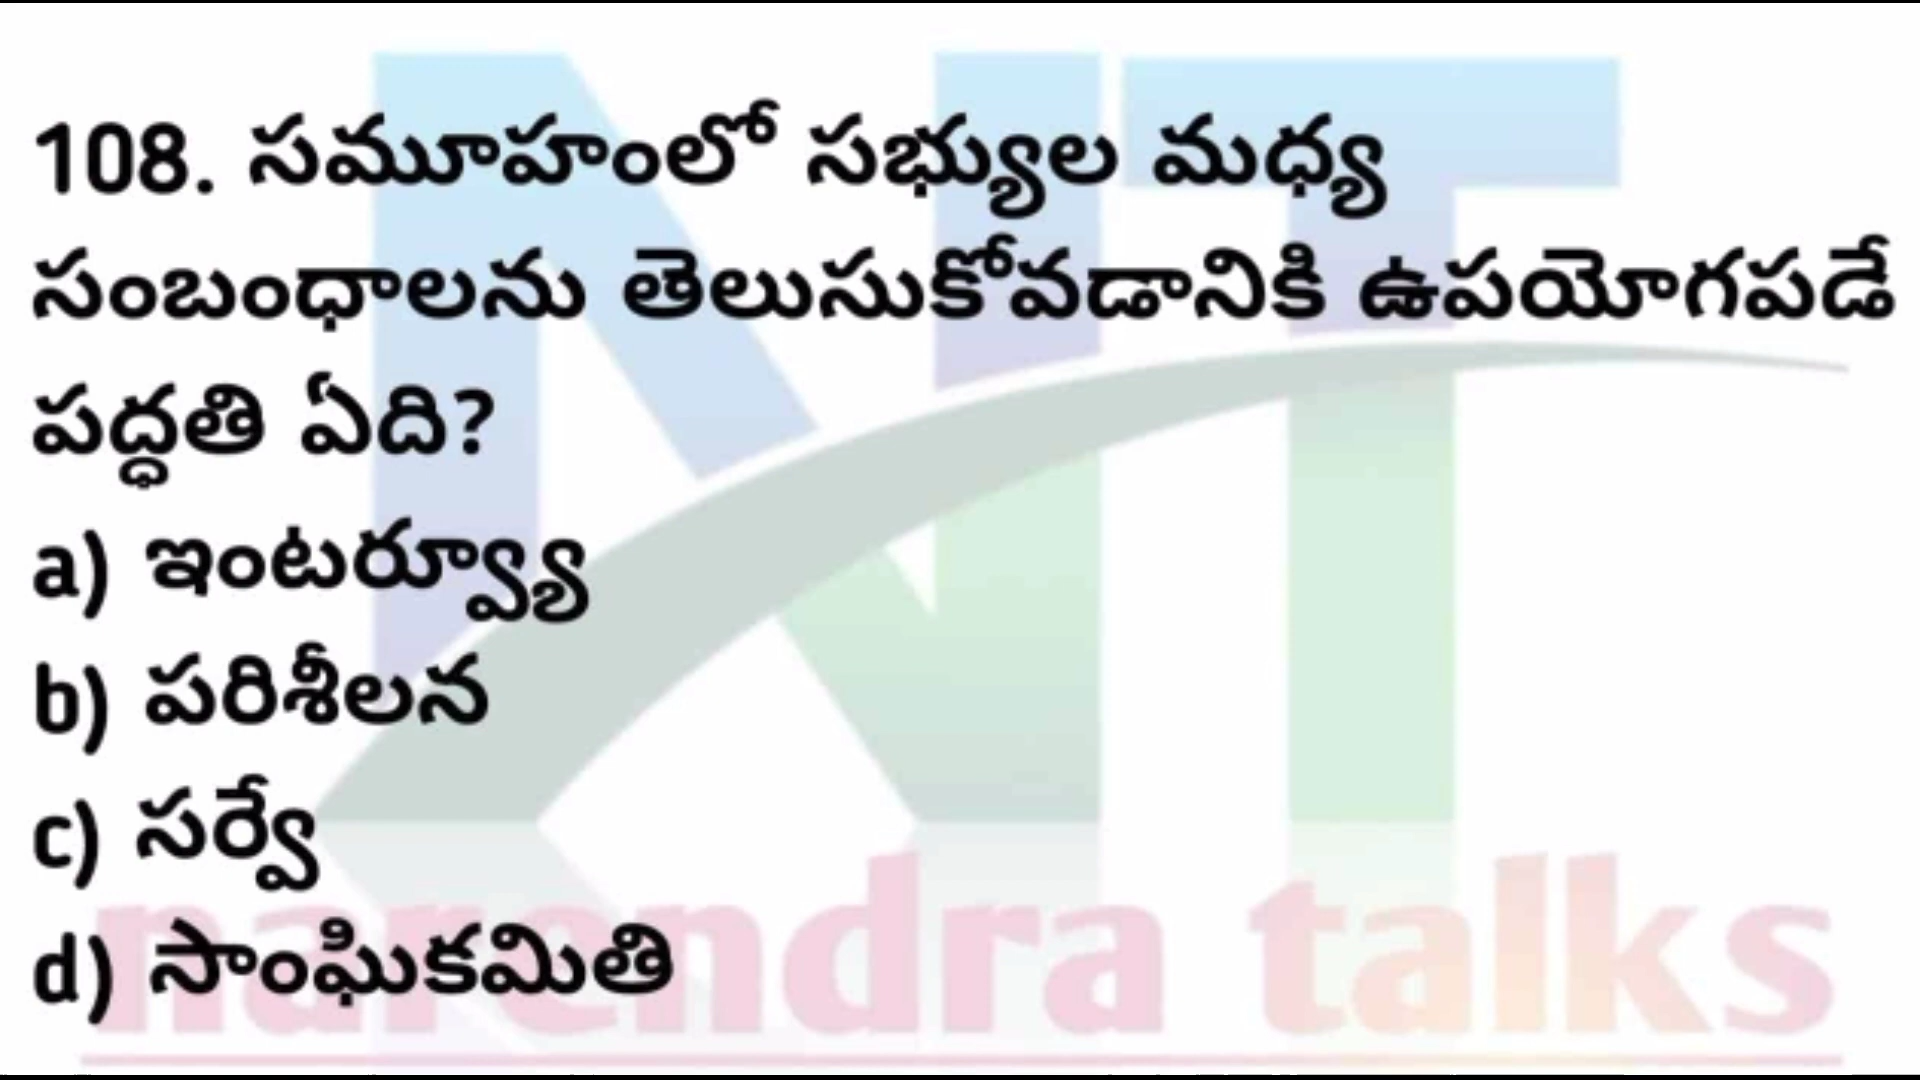 108. సమూహంలో సభ్యుల మధ్య
సంబంధాలను తెలుసుకోవడానికి ఉపయోగపడే
పద్ధతి ఏది?
a) ఇంటర్వ్యూ
b) పరిశీలన
c) సర్వే
d) సాంఘికమితి
NT
narendra talks